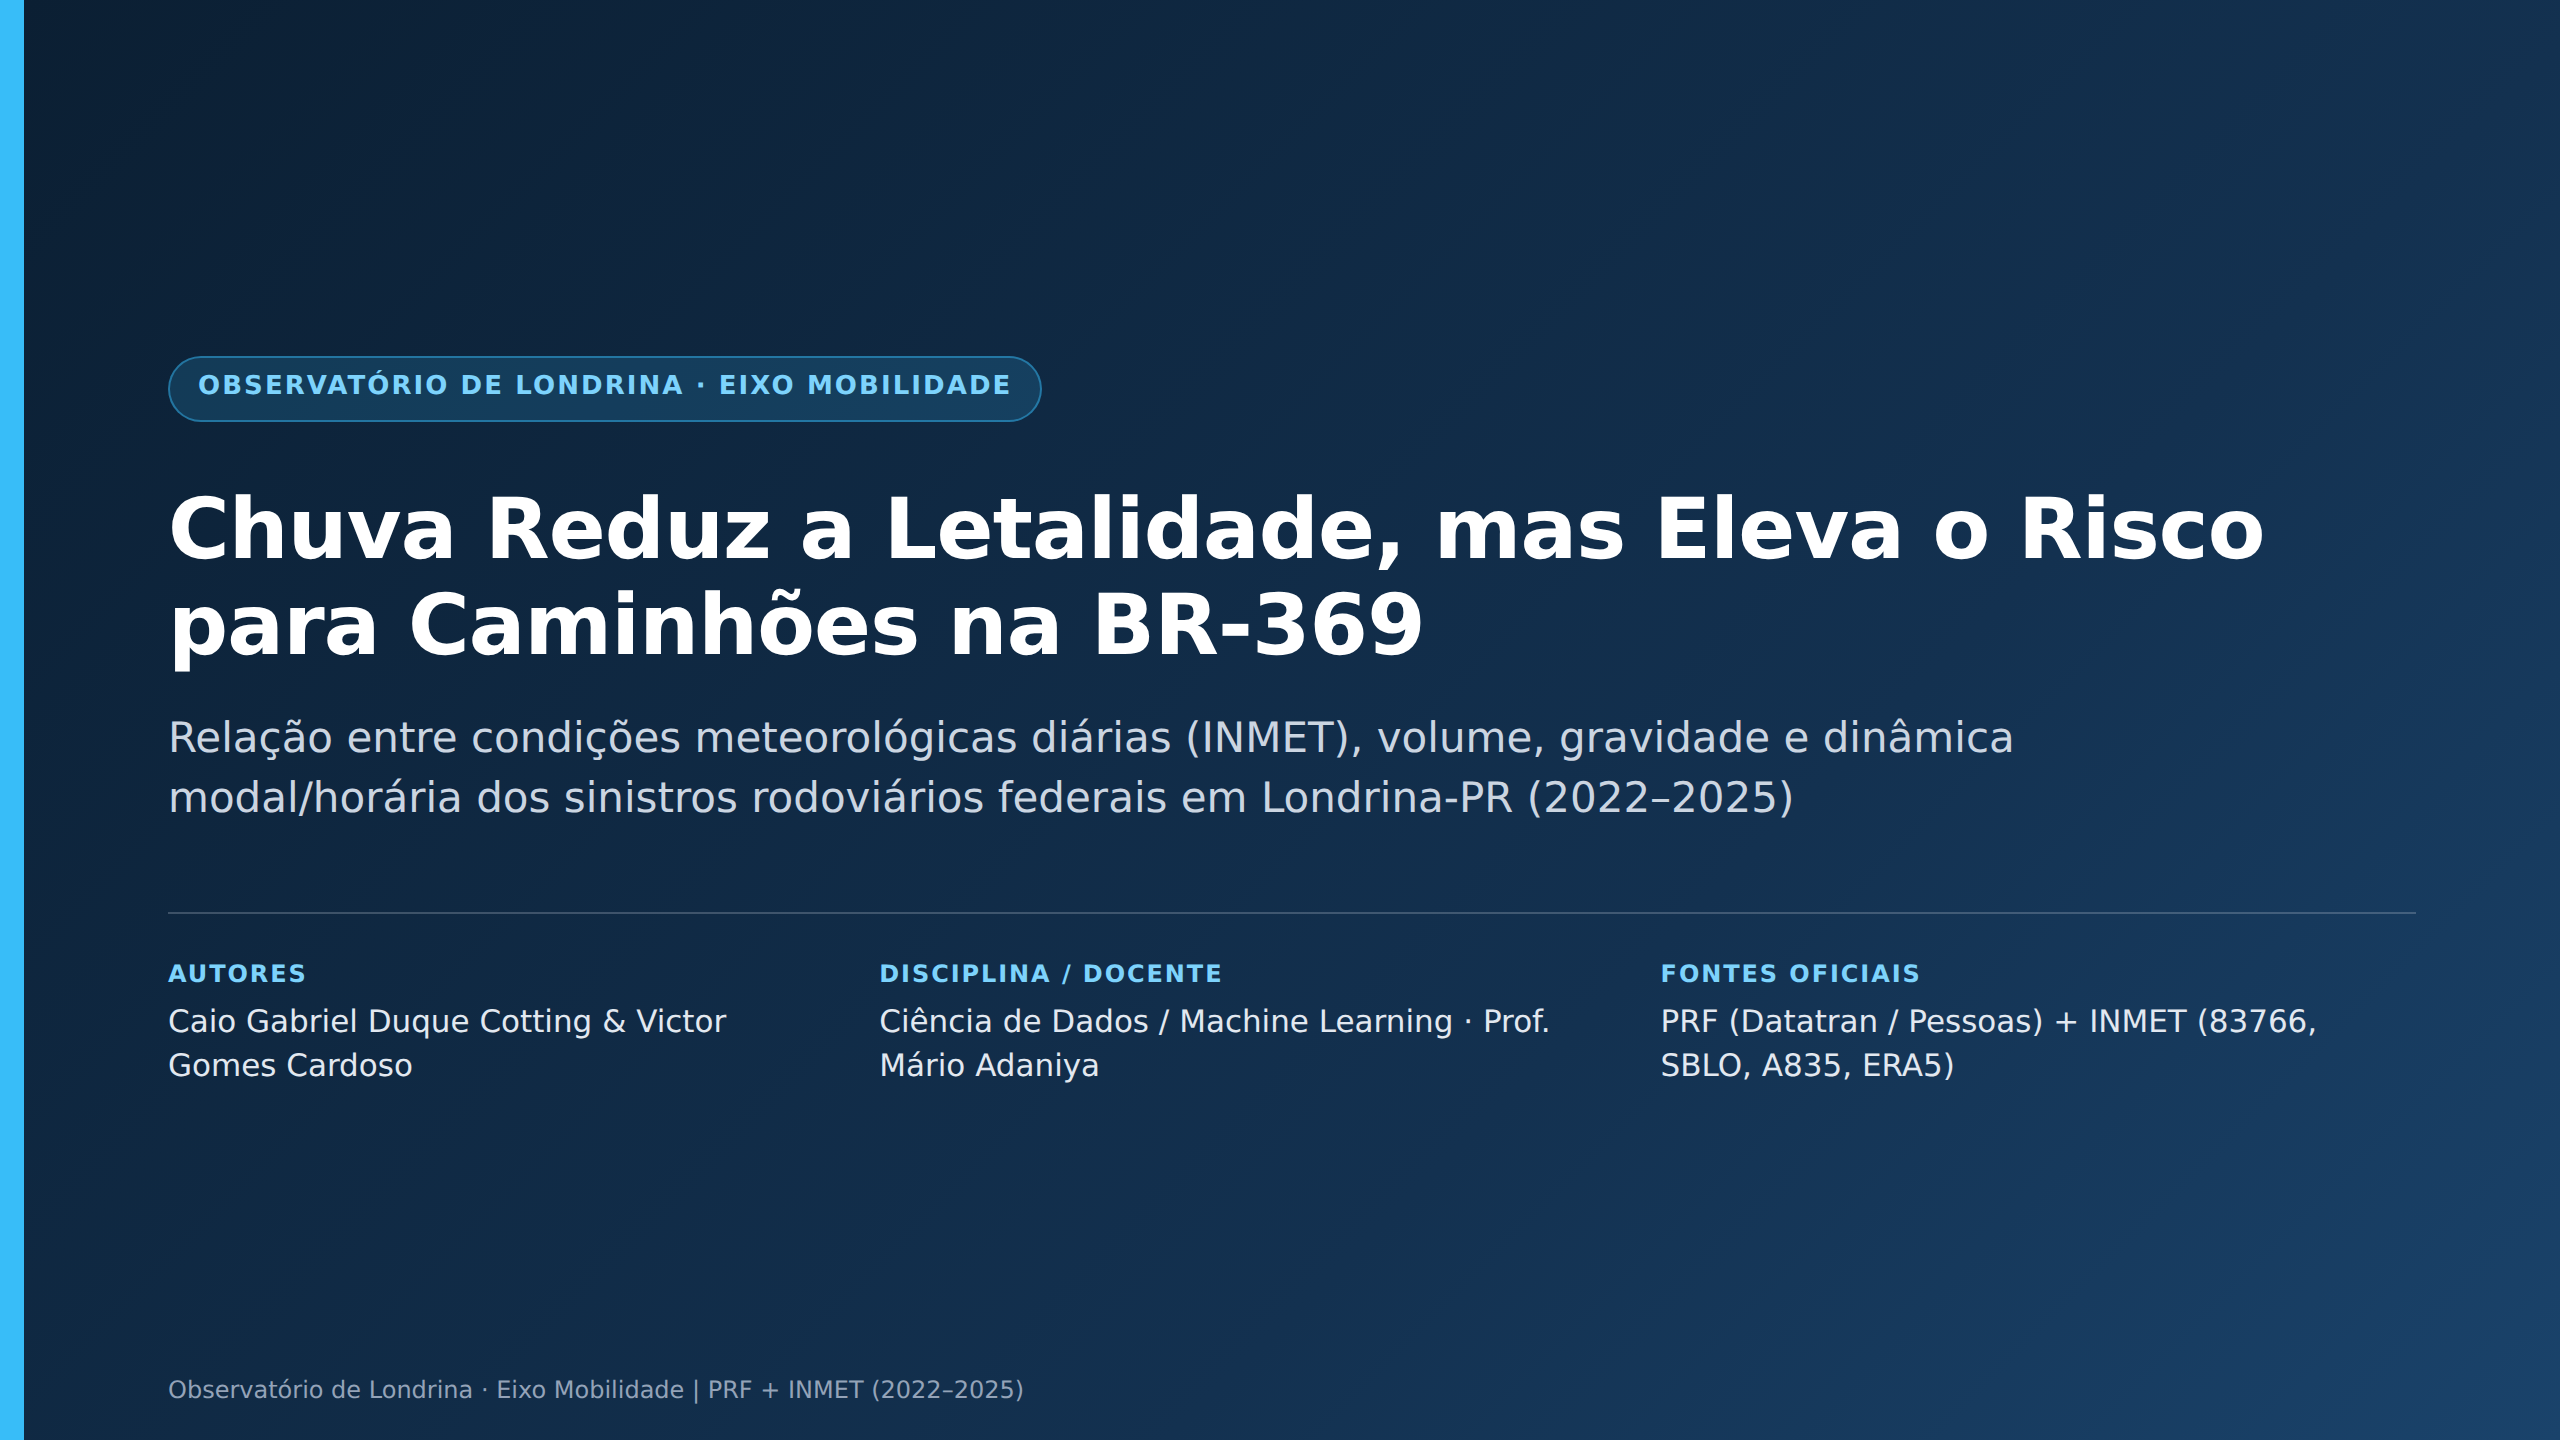 OBSERVATÓRIO DE LONDRINA · EIXO MOBILIDADE
Chuva Reduz a Letalidade, mas Eleva o Risco
para Caminhões na BR-369
Relação entre condições meteorológicas diárias (INMET), volume, gravidade e dinâmica
modal/horária dos sinistros rodoviários federais em Londrina-PR (2022–2025)
AUTORES
Caio Gabriel Duque Cotting & Victor
Gomes Cardoso
DISCIPLINA / DOCENTE
Ciência de Dados / Machine Learning · Prof.
Mário Adaniya
FONTES OFICIAIS
PRF (Datatran / Pessoas) + INMET (83766,
SBLO, A835, ERA5)
Observatório de Londrina · Eixo Mobilidade | PRF + INMET (2022–2025)